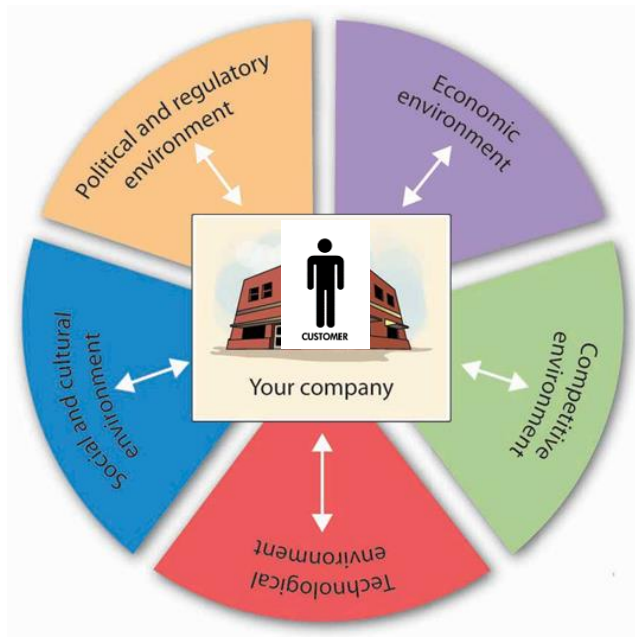 Political and regulatory
environment
Economic
environment
Competitive
environment
Technological
environment
Social and cultural
environment
CUSTOMER
Your company